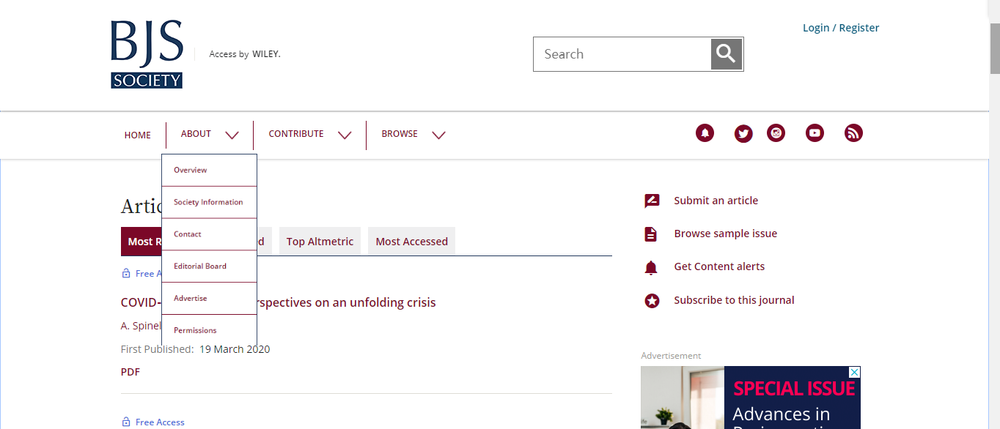 BJS
SOCIETY
Access by WILEY.
Search
Login / Register
HOME
ABOUT
CONTRIBUTE
BROWSE
Overview
Society Information
Contact
Editorial Board
Advertise
Permissions
Most
Top Altmetric
Most Accessed
Free
COVID-
on an unfolding crisis
A. Spinel
First Published: 19 March 2020
PDF
Free Access
Submit an article
Browse sample issue
Get Content alerts
Subscribe to this journal
Advertisement
SPECIAL ISSUE
Advances in